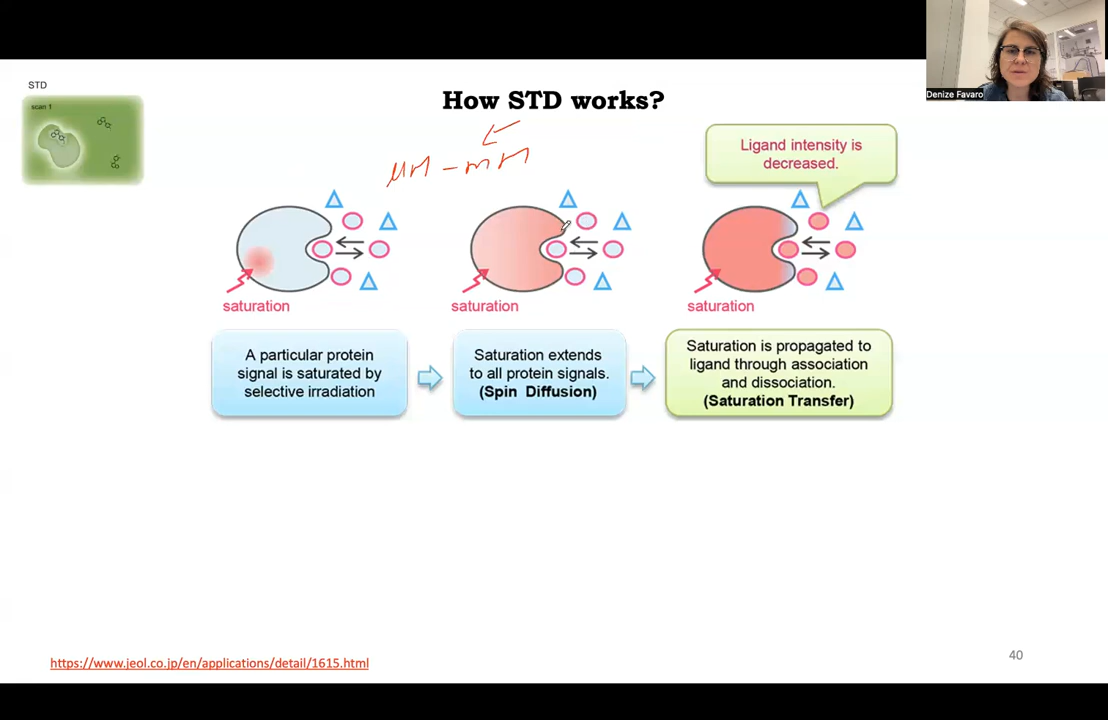 STD
scan 1
How STD works?
μM - mM
Ligand intensity is
decreased.
saturation
saturation
saturation
A particular protein
signal is saturated by
selective irradiation
Saturation extends
to all protein signals.
(Spin Diffusion)
Saturation is propagated to
ligand through association
and dissociation.
(Saturation Transfer)
https://www.jeol.co.jp/en/applications/detail/1615.html
40
Denize Favaro